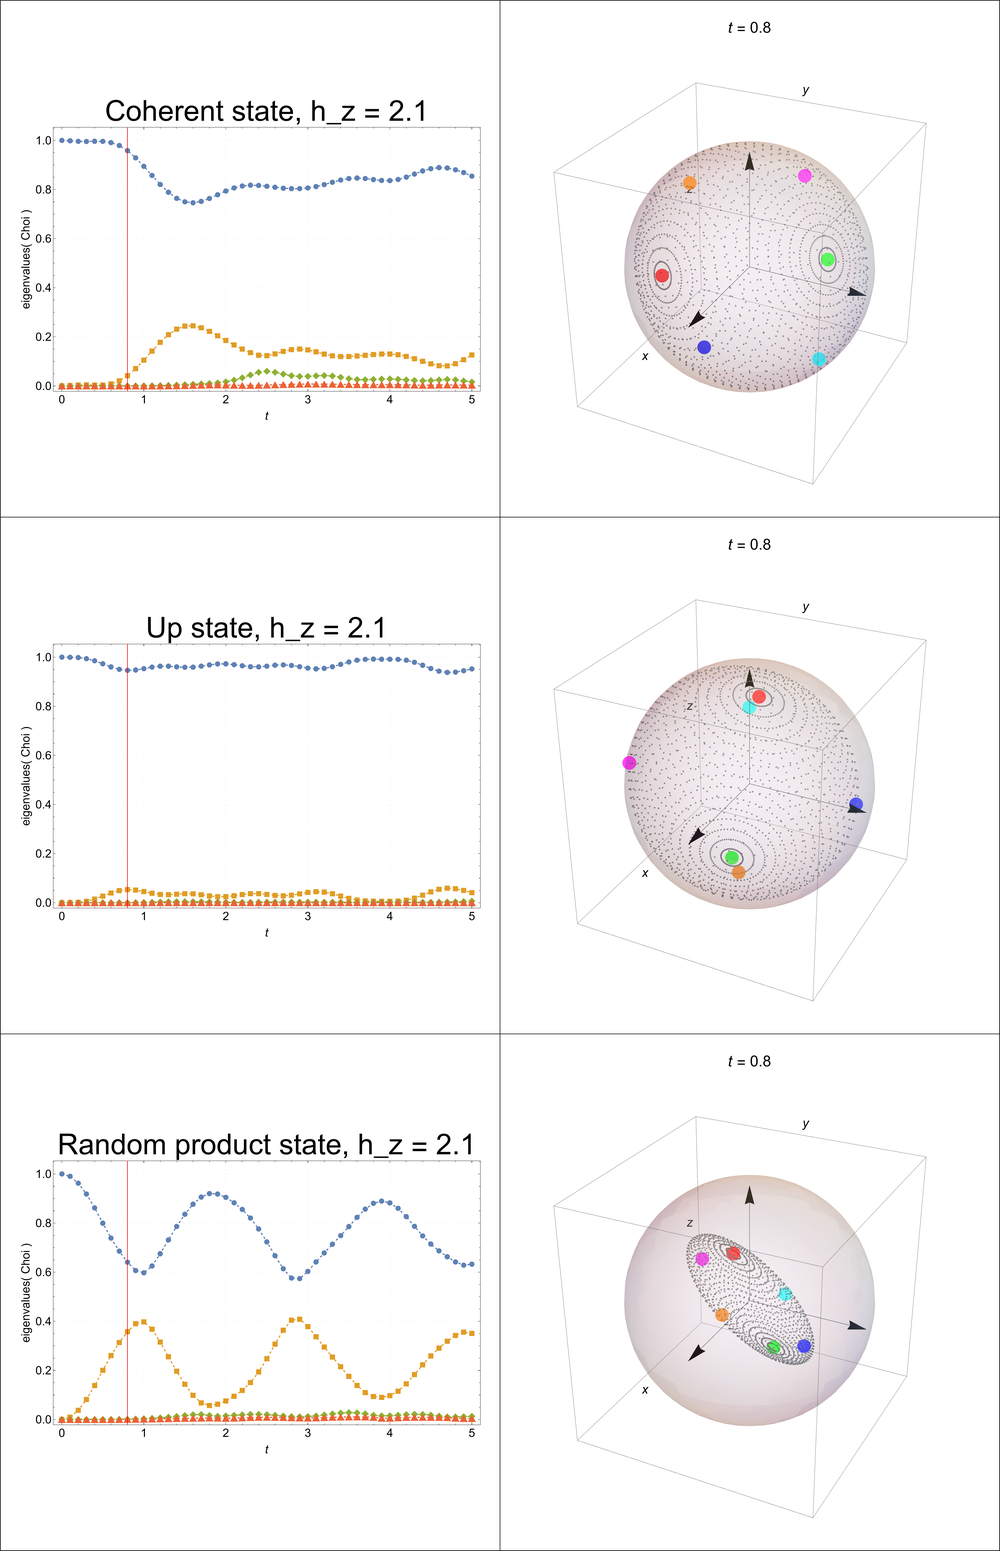 Coherent state, h_z = 2.1
eigenvalues( Choi )
1.0
0.8
0.6
0.4
0.2
0.0
0 1 2 3 4 5
t
t = 0.8
y
z
x
Up state, h_z = 2.1
eigenvalues( Choi )
1.0
0.8
0.6
0.4
0.2
0.0
0 1 2 3 4 5
t
t = 0.8
y
z
x
Random product state, h_z = 2.1
eigenvalues( Choi )
1.0
0.8
0.6
0.4
0.2
0.0
0 1 2 3 4 5
t
t = 0.8
y
z
x